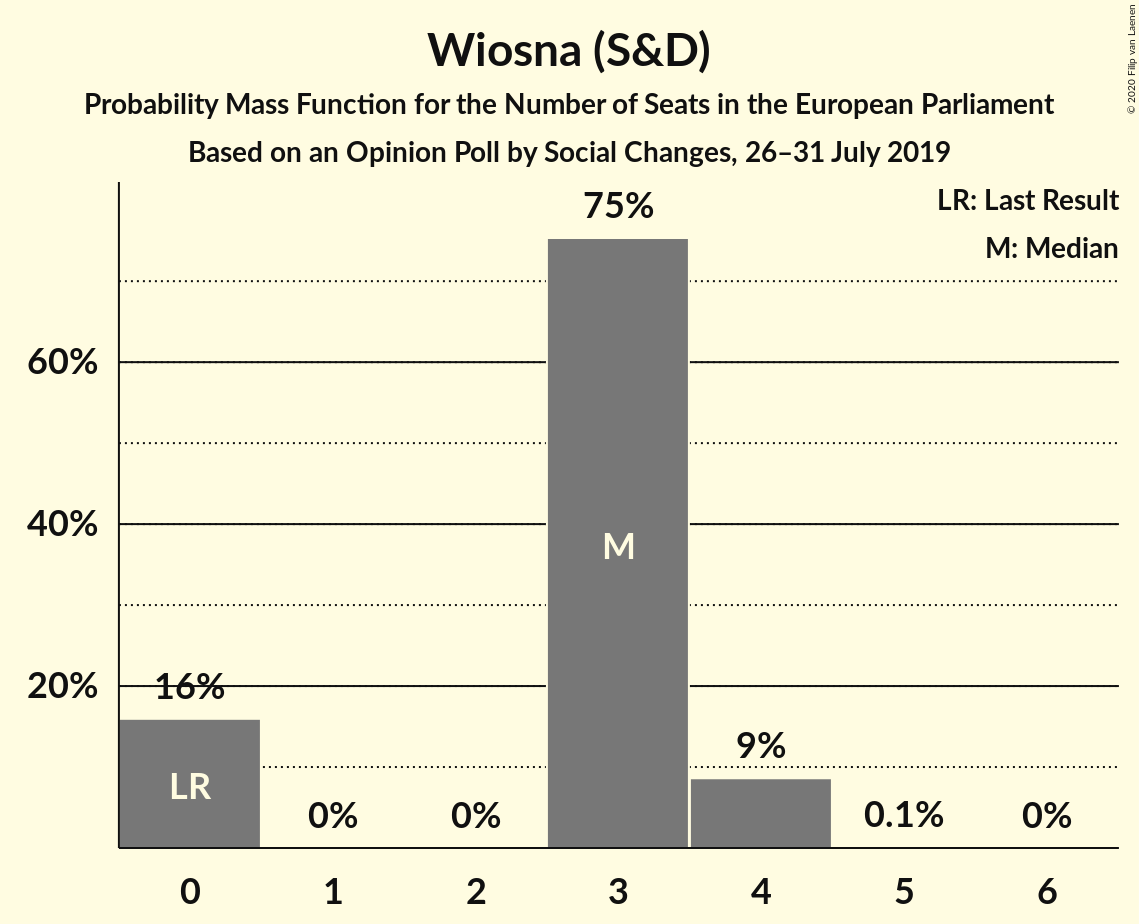 Wiosna (S&D)
Probability Mass Function for the Number of Seats in the European Parliament
Based on an Opinion Poll by Social Changes, 26–31 July 2019
© 2020 Filip van Laenen
LR: Last Result
M: Median
75%
60%
40%
20%
16%
9%
0%
0%
0.1%
0%
LR
M
0
1
2
3
4
5
6